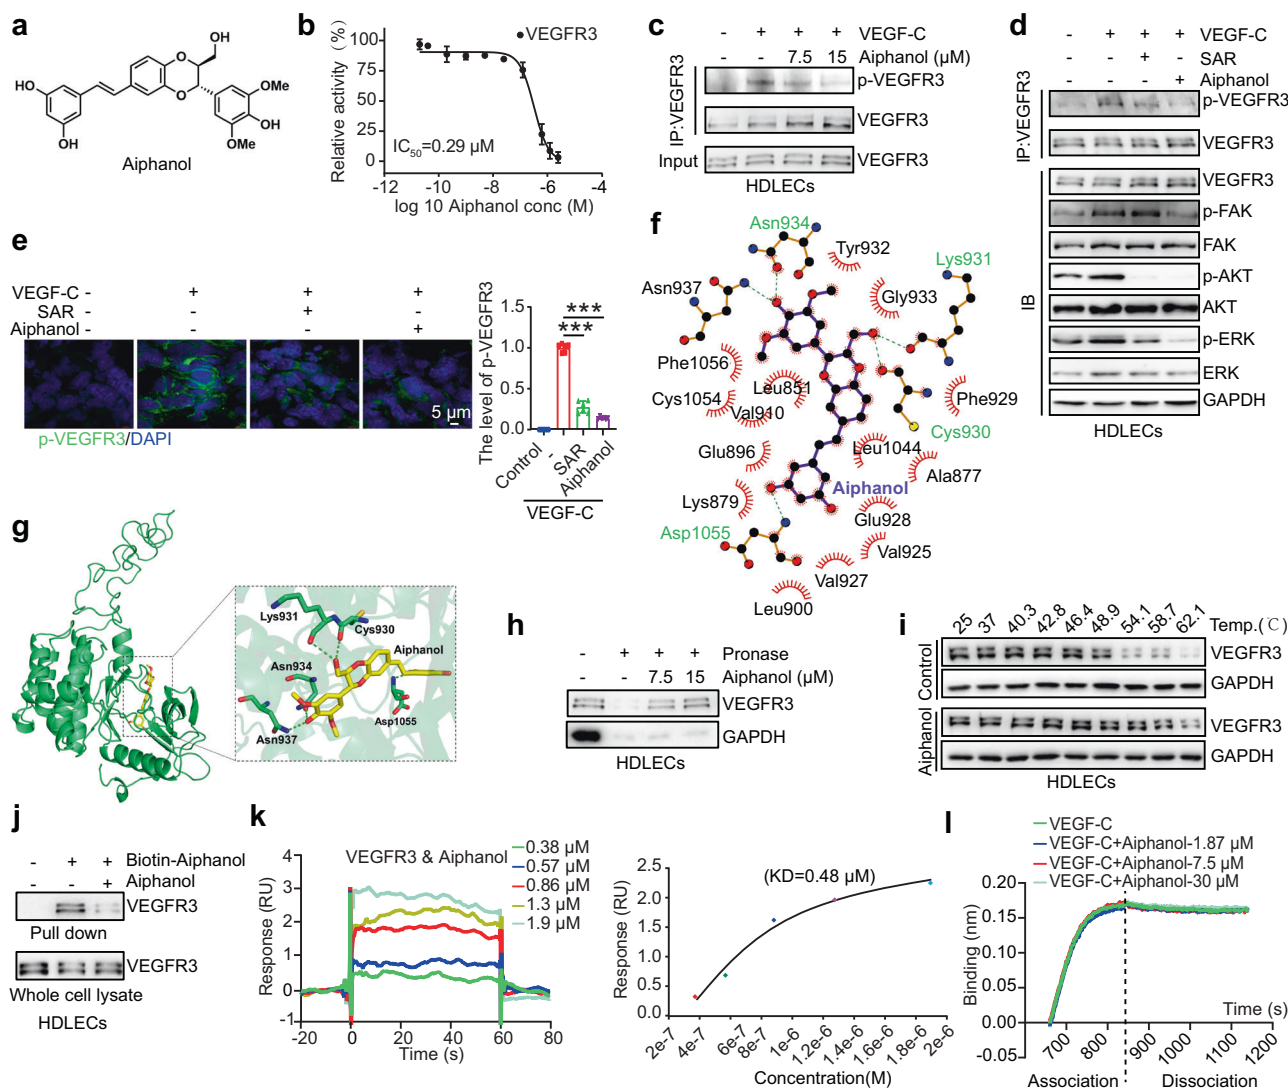 a
OH
HO
O
O
OMe
OH
OMe
OH
Aiphanol
b
VEGFR3
Relative activity (%)
100
75
50
25
0
IC50=0.29 µM
-12 -10 -8 -6 -4
log 10 Aiphanol conc (M)
c
- + + + VEGF-C
- - 7.5 15 Aiphanol (µM)
IP:VEGFR3
p-VEGFR3
VEGFR3
Input
VEGFR3
HDLECs
d
- + + + VEGF-C
- - + - SAR
- - - + Aiphanol
IP:VEGFR3
p-VEGFR3
VEGFR3
IB
VEGFR3
p-FAK
FAK
p-AKT
AKT
p-ERK
ERK
GAPDH
HDLECs
e
VEGF-C - + + +
SAR - - + -
Aiphanol - - - +
5 µm
p-VEGFR3/DAPI
The level of p-VEGFR3
1.5
1.0
0.5
0.0
***
***
Control
-
SAR
Aiphanol
VEGF-C
f
Asn934
Tyr932
Lys931
Asn937
Gly933
Phe1056
Leu851
Cys1054
Val910
Phe929
Cys930
Glu896
Leu1044
Ala877
Aiphanol
Lys879
Glu928
Asp1055
Val925
Val927
Leu900
g
Lys931
Cys930
Aiphanol
Asn934
Asp1055
Asn937
h
- + + + Pronase
- - 7.5 15 Aiphanol (µM)
VEGFR3
GAPDH
HDLECs
i
25 37 40.3 42.8 46.4 48.9 54.1 58.7 62.1 Temp.(℃)
Control
VEGFR3
GAPDH
Aiphanol
VEGFR3
GAPDH
HDLECs
j
- + + Biotin-Aiphanol
- - + Aiphanol
VEGFR3
Pull down
VEGFR3
Whole cell lysate
HDLECs
k
VEGFR3 & Aiphanol
0.38 µM
0.57 µM
0.86 µM
1.3 µM
1.9 µM
Response (RU)
4
3
2
1
0
-1
-20 0 20 40 60 80
Time (s)
(KD=0.48 µM)
Response (RU)
2.5
2.0
1.5
1.0
0.5
0.0
2e-7 4e-7 6e-7 8e-7 1e-6 1.2e-6 1.4e-6 1.6e-6 1.8e-6 2e-6
Concentration(M)
l
VEGF-C
VEGF-C+Aiphanol-1.87 µM
VEGF-C+Aiphanol-7.5 µM
VEGF-C+Aiphanol-30 µM
Binding (nm)
0.20
0.15
0.10
0.05
0.00
-0.05
Time (s)
700 800 900 1000 1100 1200
Association Dissociation